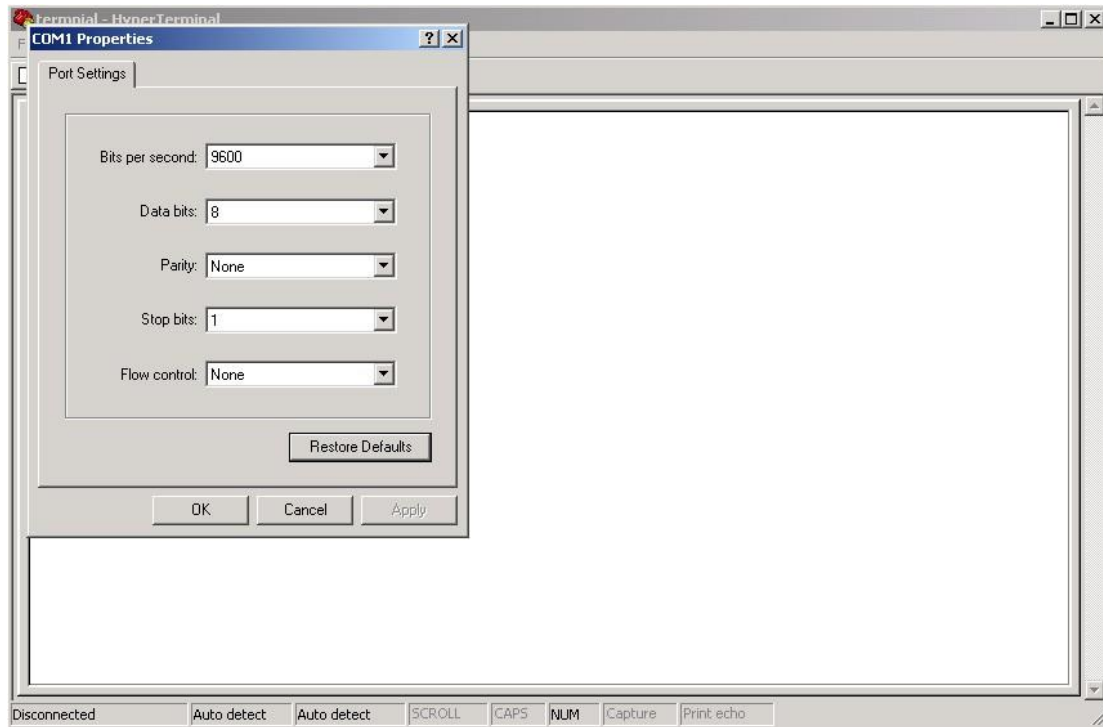 termpial - HyperTerminal
COM1 Properties
F
Port Settings
Bits per second: 9600
Data bits: 8
Parity: None
Stop bits: 1
Flow control: None
Restore Defaults
OK Cancel Apply
Disconnected Auto detect Auto detect SCROLL CAPS NUM Capture Print echo